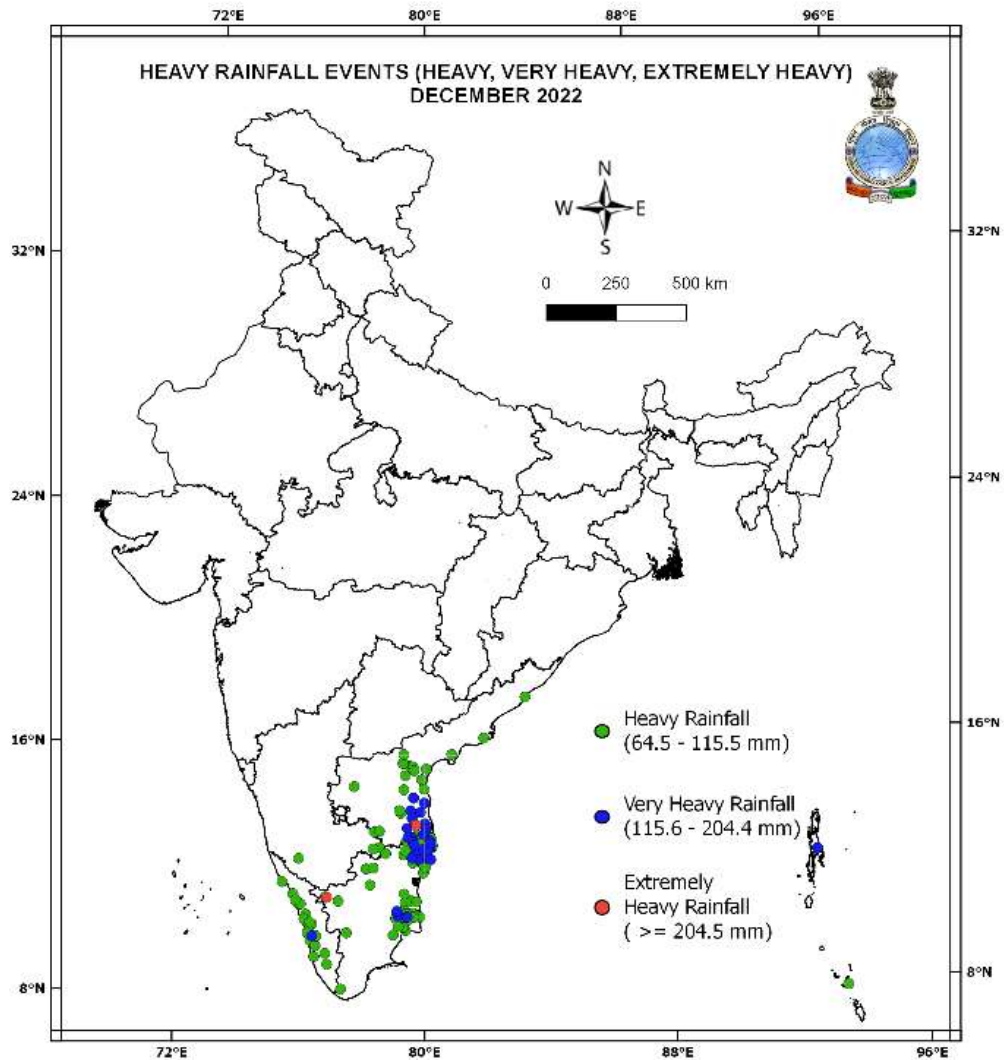 72°E 80°E 88°E 96°E
HEAVY RAINFALL EVENTS (HEAVY, VERY HEAVY, EXTREMELY HEAVY)
DECEMBER 2022
N
W E
S
32°N 32°N
0 250 500 km
24°N 24°N
16°N 16°N
Heavy Rainfall
(64.5 - 115.5 mm)
Very Heavy Rainfall
(115.6 - 204.4 mm)
Extremely
Heavy Rainfall
( >= 204.5 mm)
8°N 8°N
72°E 80°E 88°E 96°E